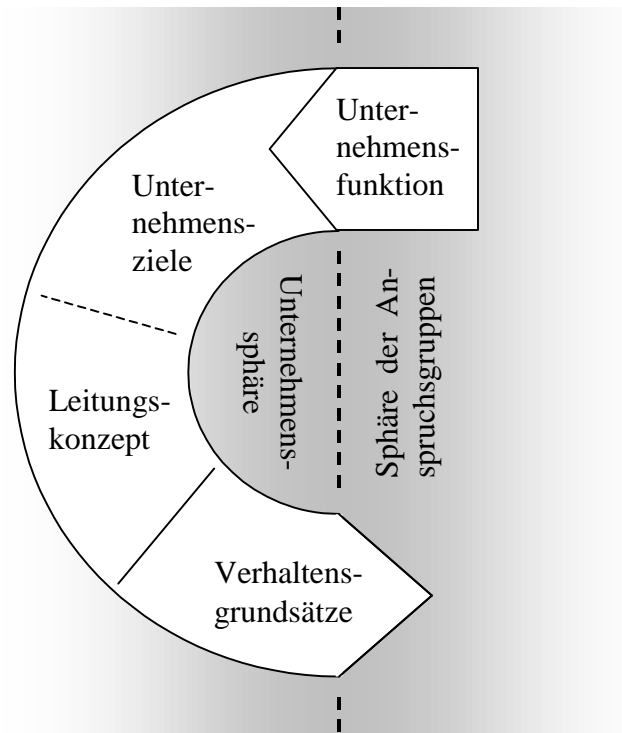 Unter-
nehmens-
funktion
Unter-
nehmens-
ziele
Unternehmens-
sphäre
Sphäre der An-
spruchsgruppen
Leitungs-
konzept
Verhaltens-
grundsätze